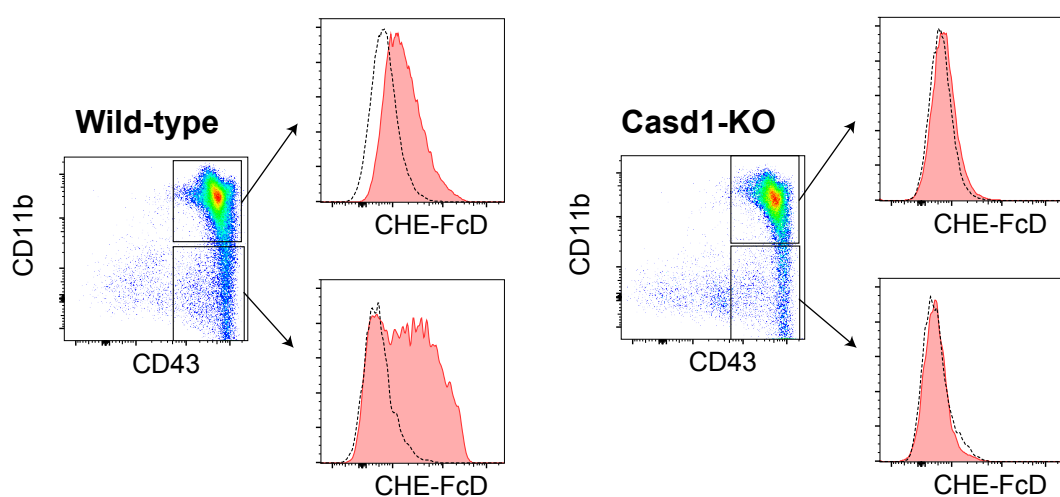 Wild-type
CD11b
CD43
CHE-FcD
CHE-FcD
Casd1-KO
CD11b
CD43
CHE-FcD
CHE-FcD